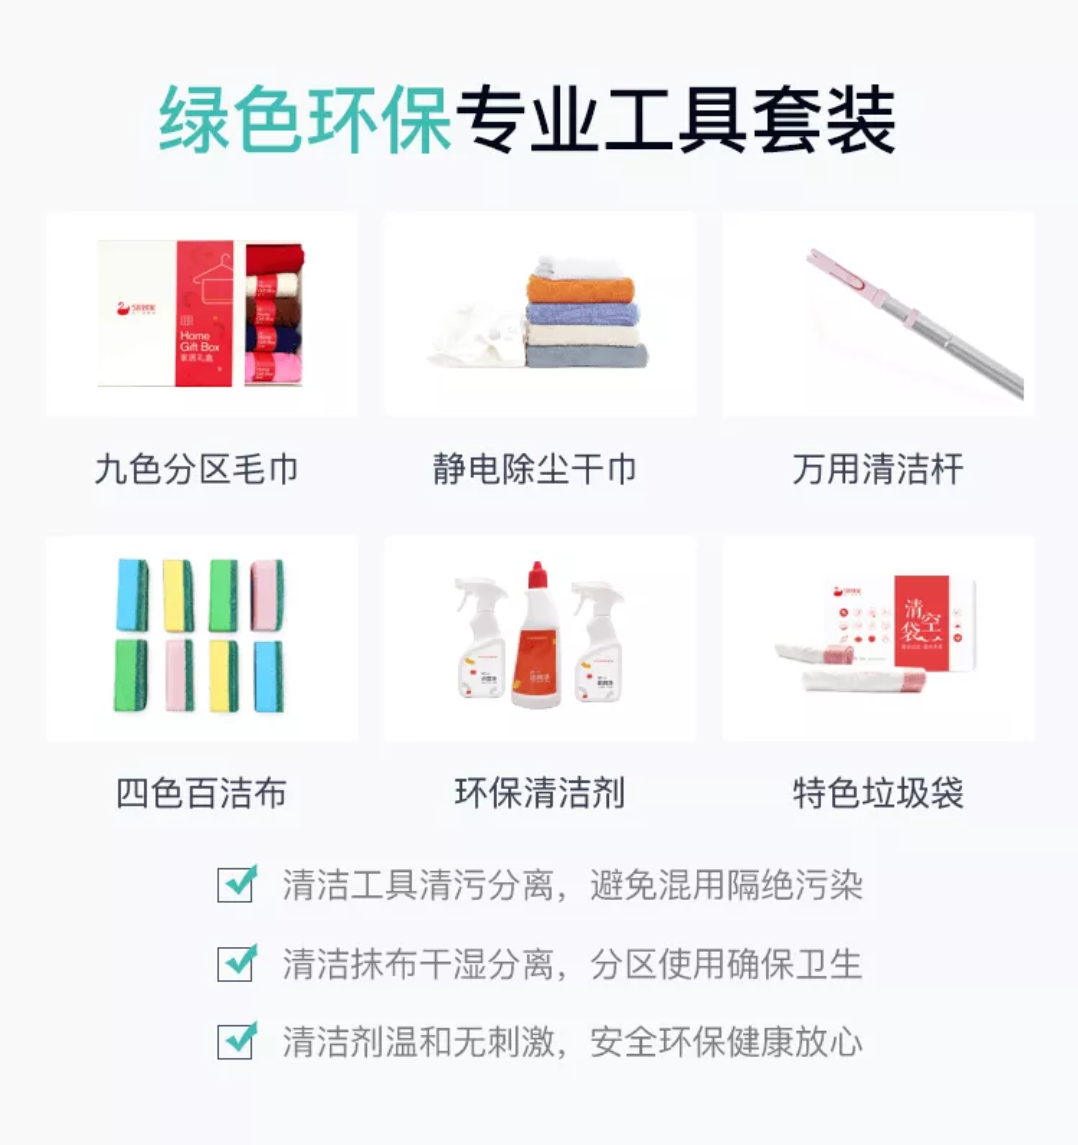 绿色环保专业工具套装
Home
Gift Box
家居礼盒
九色分区毛巾
静电除尘干巾
万用清洁杆
清空
袋
四色百洁布
环保清洁剂
特色垃圾袋
清洁工具清污分离，避免混用隔绝污染
清洁抹布干湿分离，分区使用确保卫生
清洁剂温和无刺激，安全环保健康放心